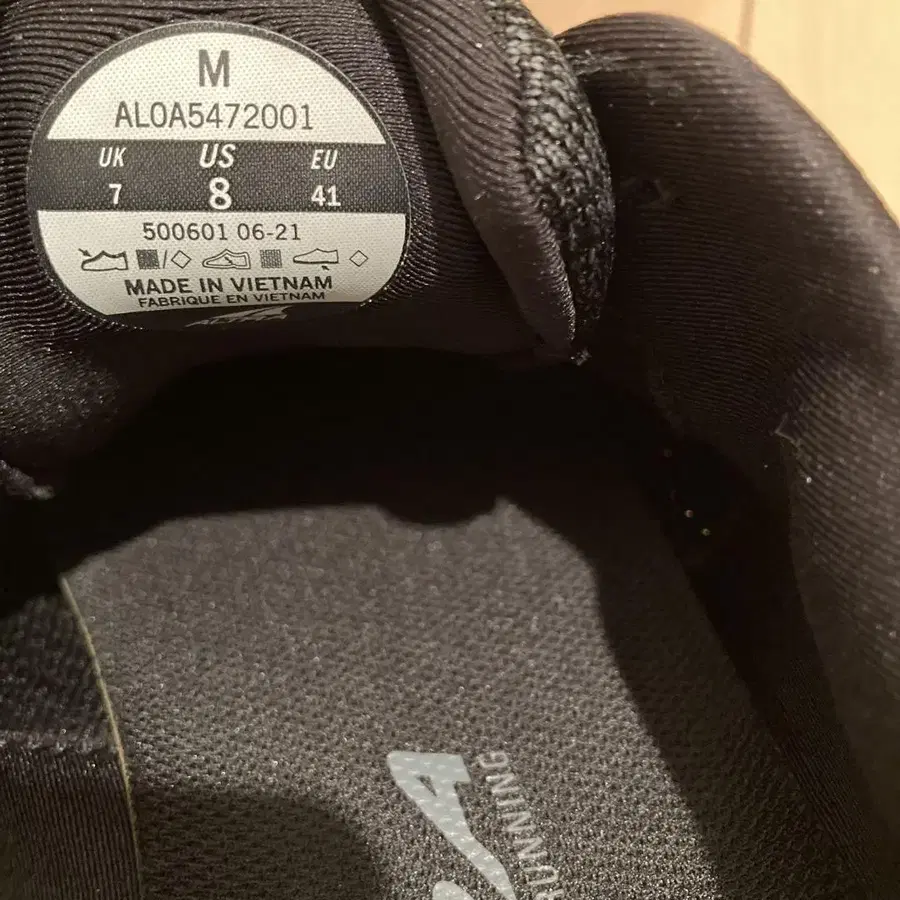 M
AL0A5472001
UK US EU
7 8 41
500601 06-21
MADE IN VIETNAM
FABRIQUE EN VIETNAM
RUNNING